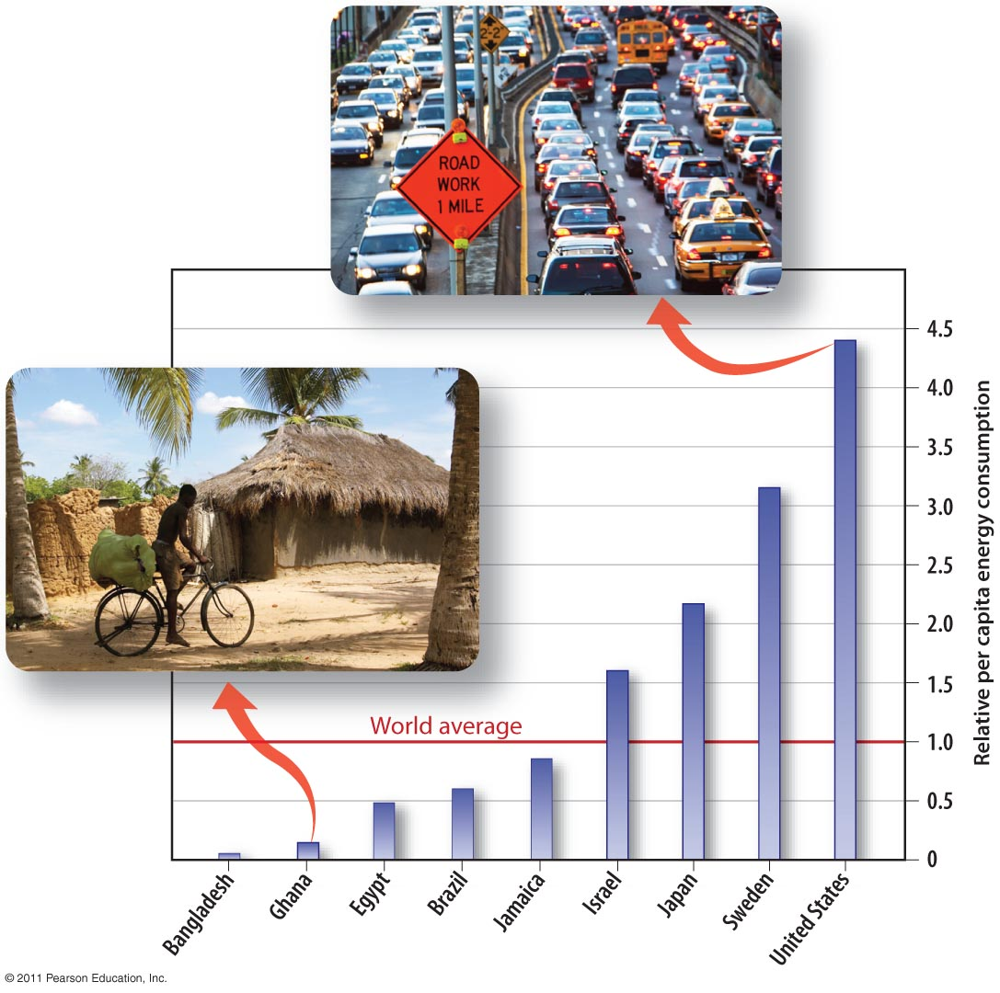 2-2"
ROAD
WORK
1 MILE
4.5
4.0
3.5
3.0
2.5
2.0
1.5
1.0
0.5
0
Relative per capita energy consumption
World average
Bangladesh
Ghana
Egypt
Brazil
Jamaica
Israel
Japan
Sweden
United States
© 2011 Pearson Education, Inc.